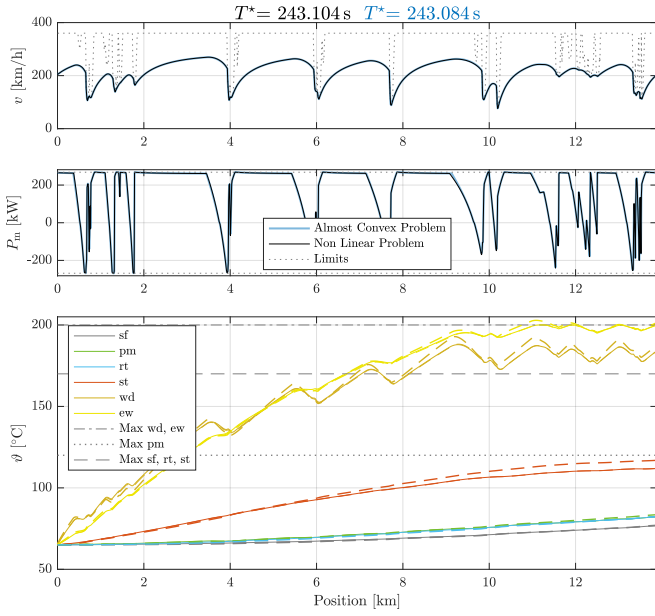 T⋆= 243.104 s T⋆= 243.084 s
400
200
0
v [km/h]
0 2 4 6 8 10 12
200
0
-200
P_m [kW]
Almost Convex Problem
Non Linear Problem
Limits
0 2 4 6 8 10 12
200
150
100
50
ϑ [°C]
sf
pm
rt
st
wd
ew
Max wd, ew
Max pm
Max sf, rt, st
0 2 4 6 8 10 12
Position [km]